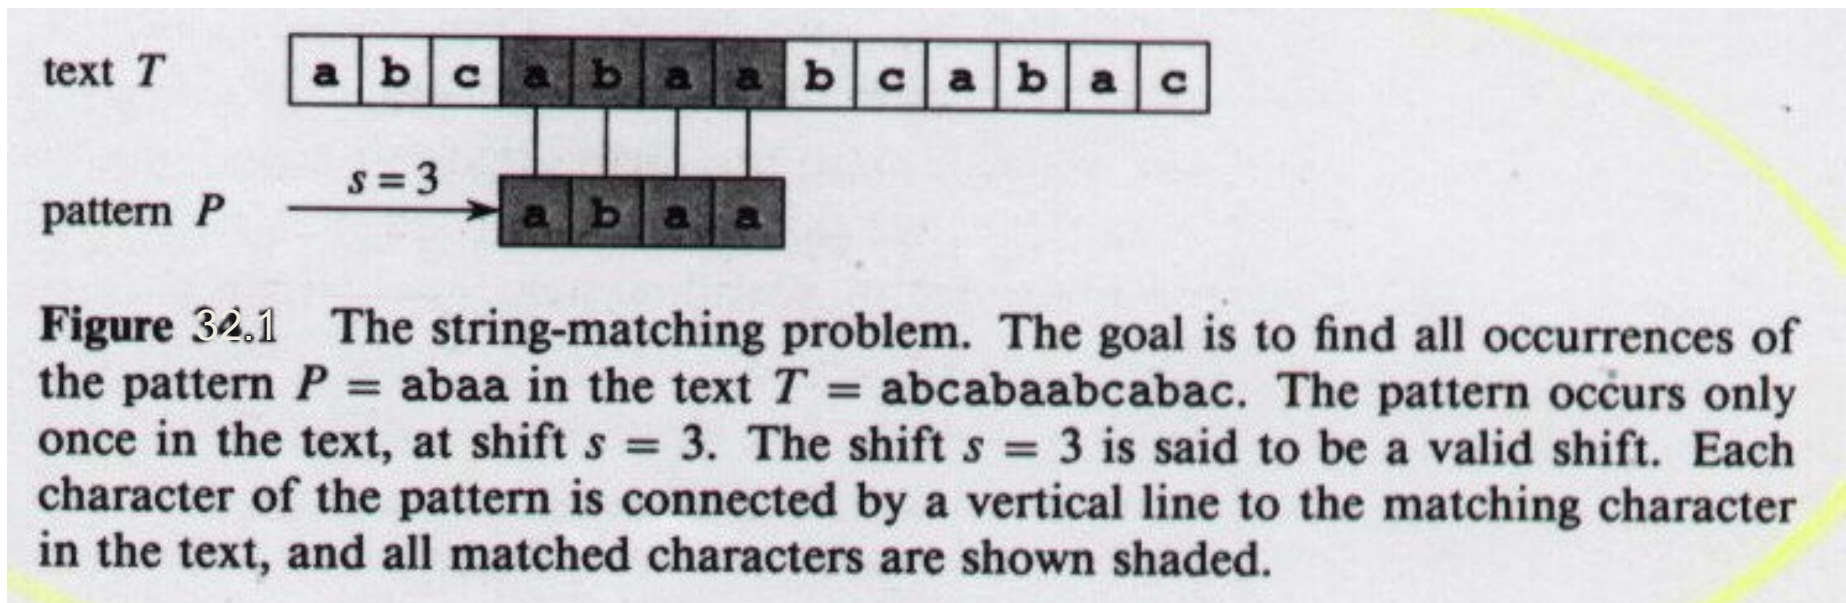 text T a b c a b a a b c a b a c
s = 3
pattern P a b a a
Figure 32.1 The string-matching problem. The goal is to find all occurrences of
the pattern P = abaa in the text T = abcabaabcabac. The pattern occurs only
once in the text, at shift s = 3. The shift s = 3 is said to be a valid shift. Each
character of the pattern is connected by a vertical line to the matching character
in the text, and all matched characters are shown shaded.